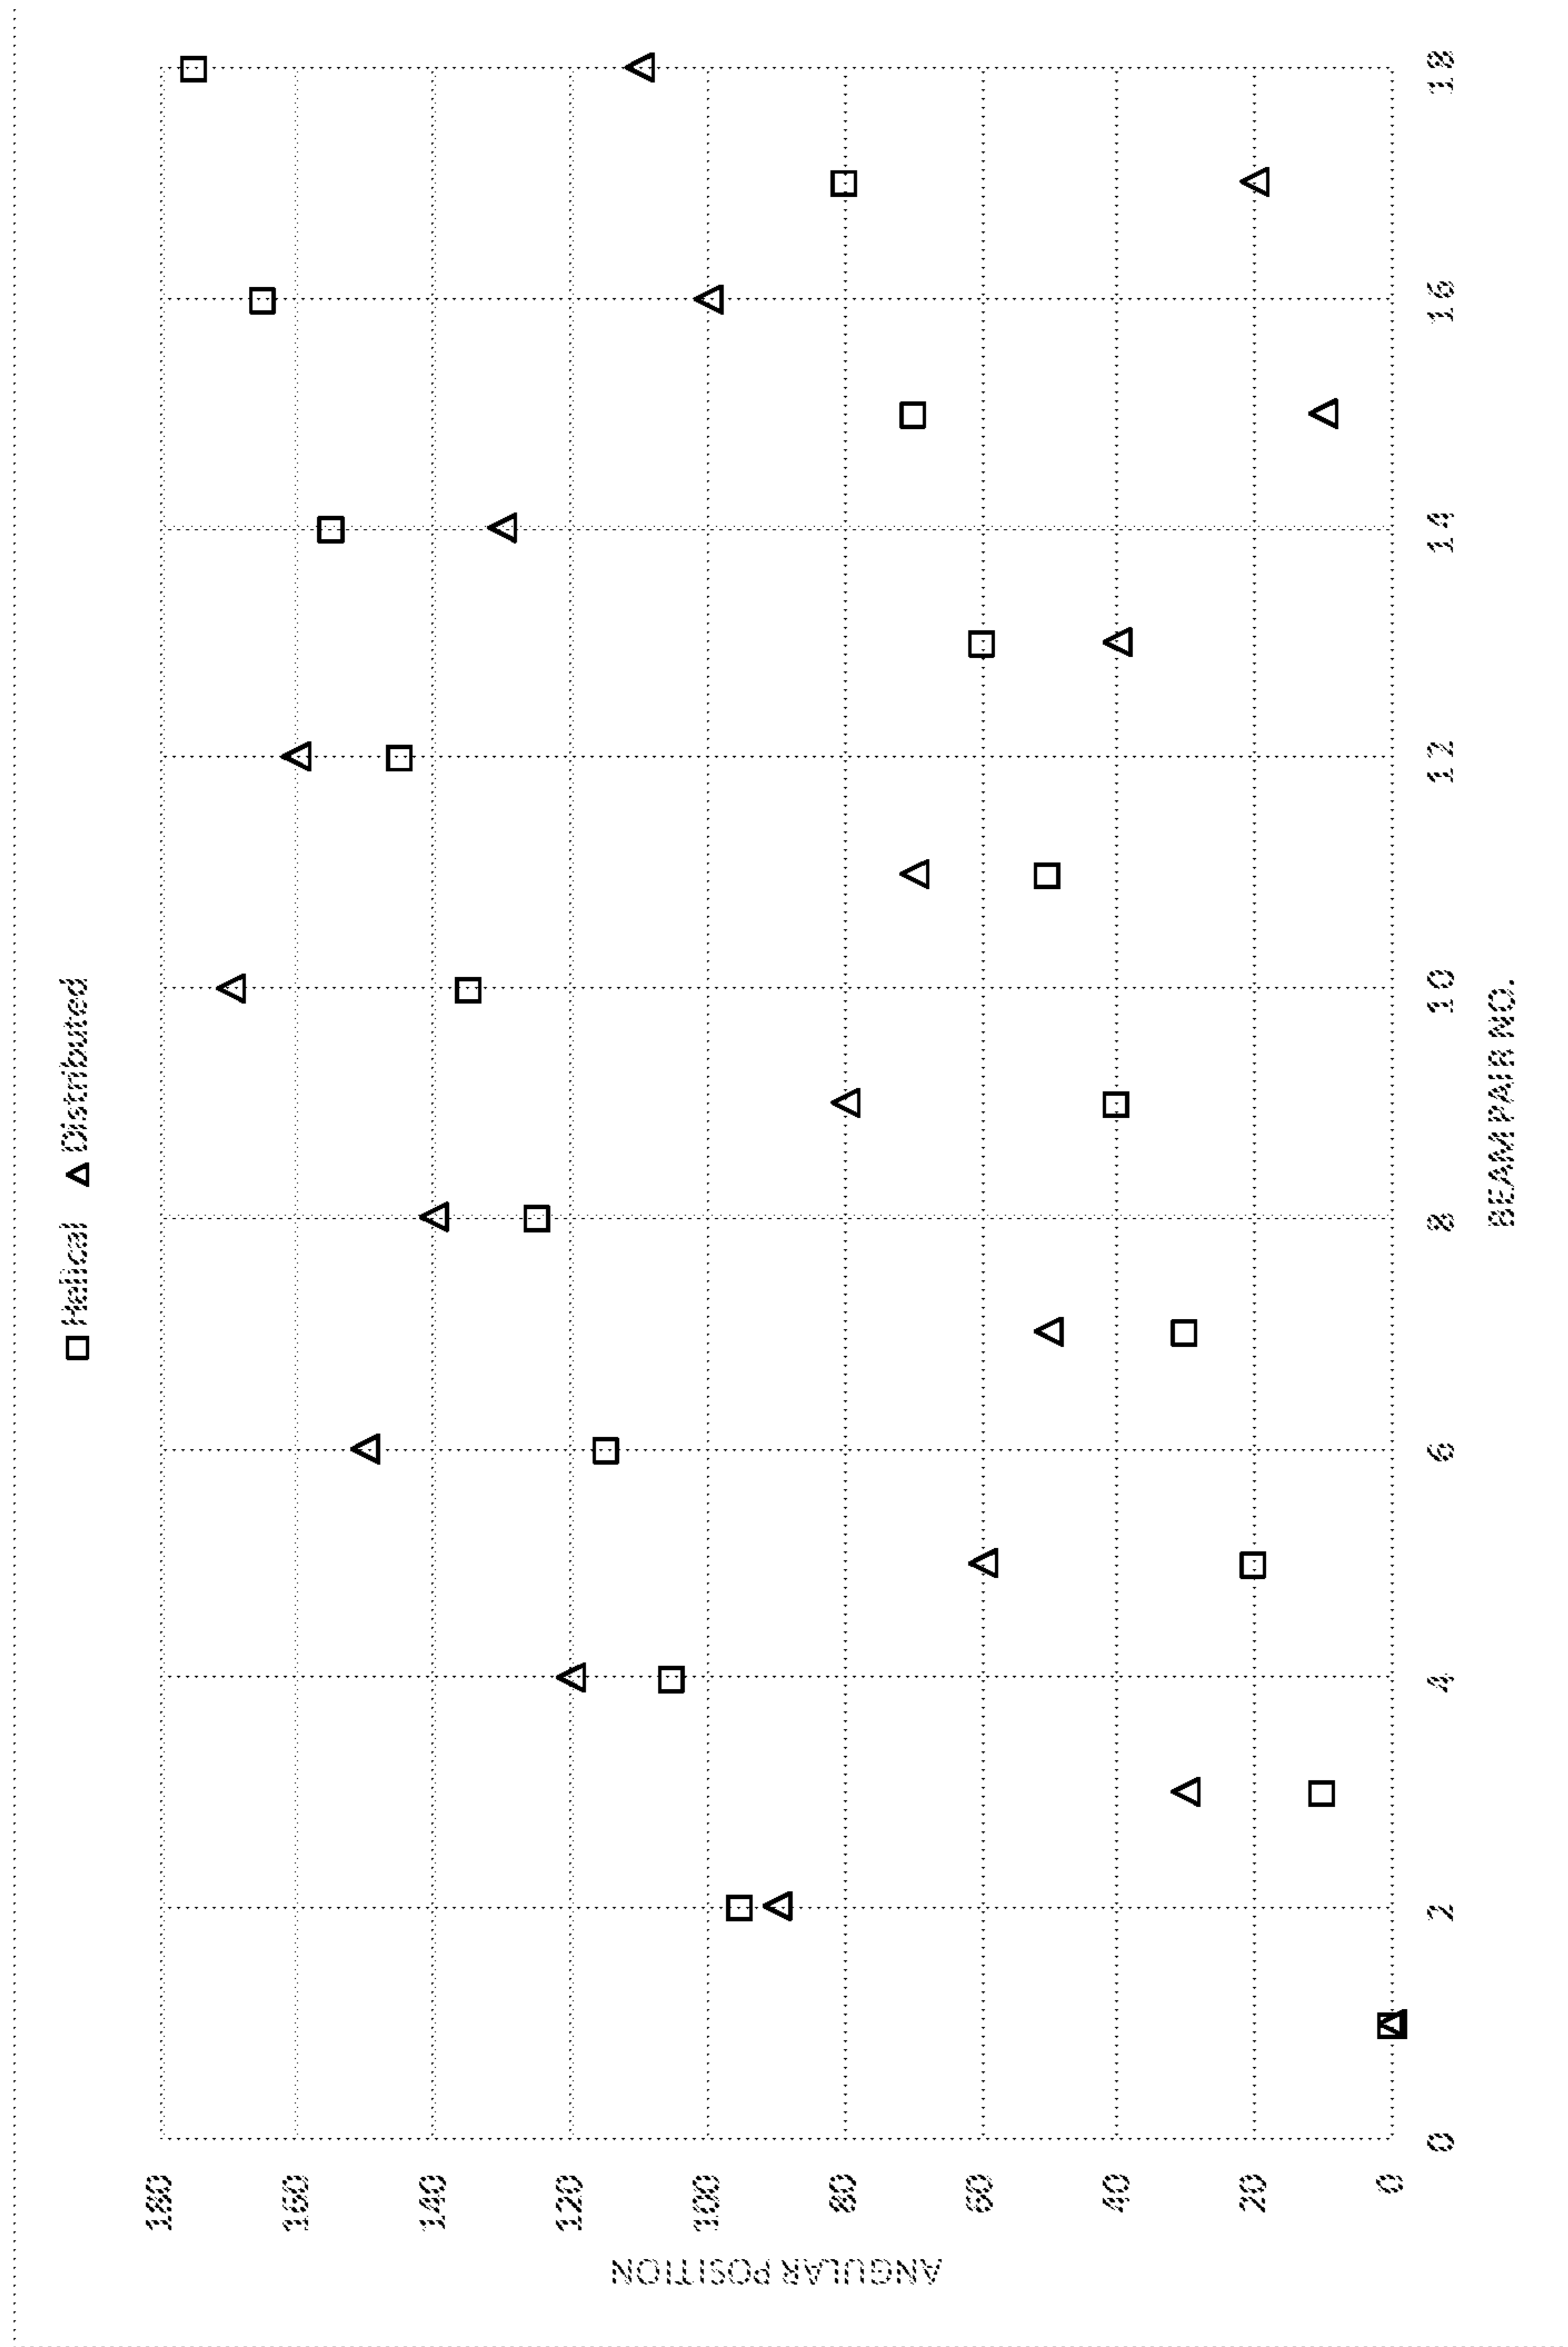 Helical Distributed
ANGULAR POSITION
180
160
140
120
100
80
60
40
20
0
0 2 4 6 8 10 12 14 16 18
BEAM PAIR NO.